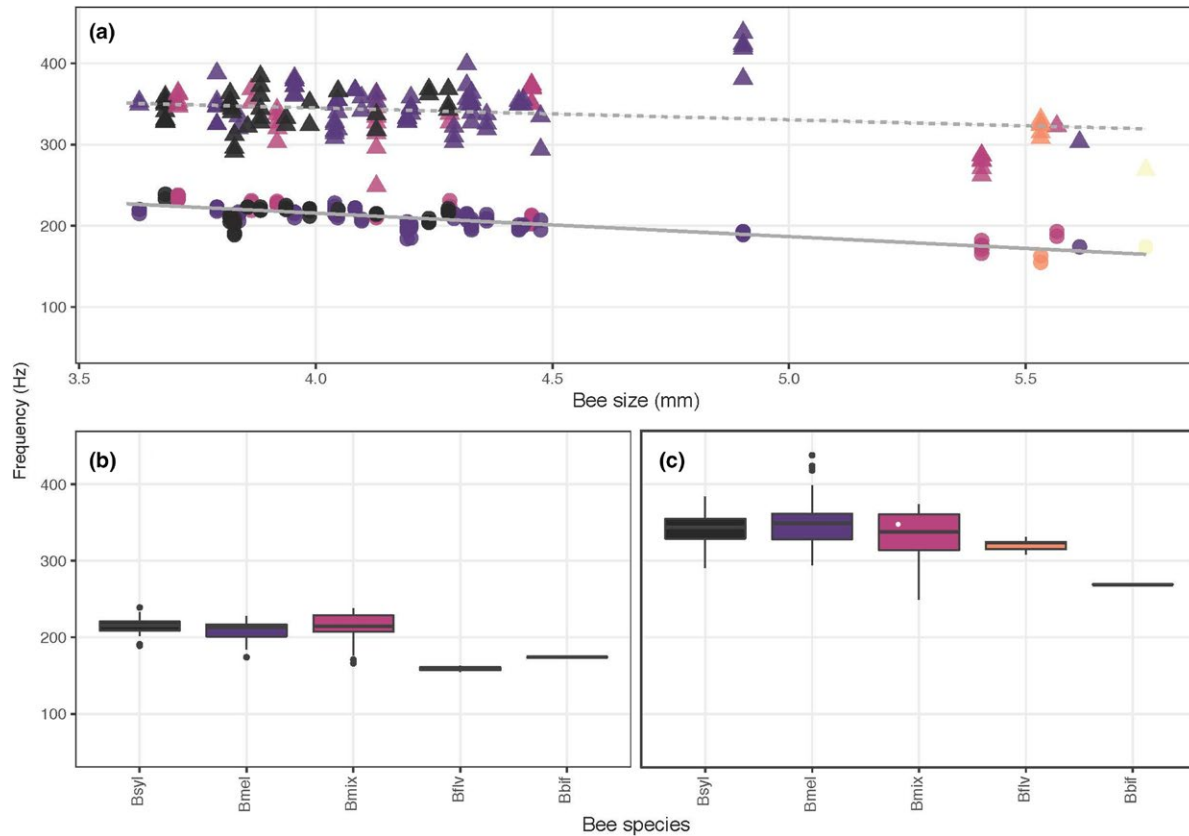 (a)
400
300
200
100
3.5 4.0 4.5 5.0 5.5
Bee size (mm)
Frequency (Hz)
(b)
400
300
200
100
(c)
Bsyl Bmel Bmix Bflv Bbif
Bsyl Bmel Bmix Bflv Bbif
Bee species